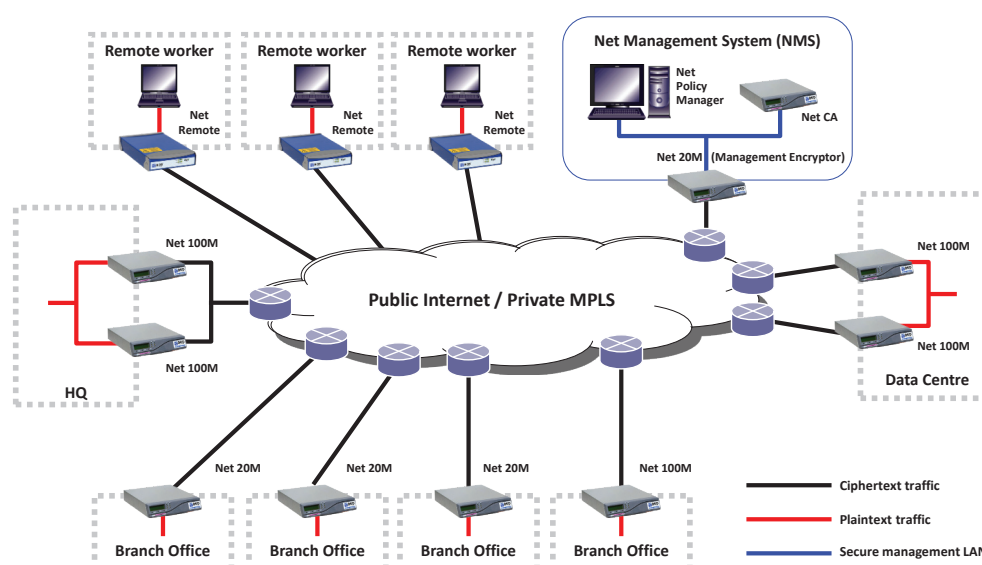 Remote worker
Remote worker
Remote worker
Net
Remote
Net
Remote
Net
Remote
Net Management System (NMS)
Net
Policy
Manager
Net CA
Net 20M (Management Encryptor)
Net 100M
Net 100M
HQ
Public Internet / Private MPLS
Net 100M
Net 100M
Data Centre
Net 20M
Net 20M
Net 20M
Net 100M
Branch Office
Branch Office
Branch Office
Branch Office
Ciphertext traffic
Plaintext traffic
Secure management LAN